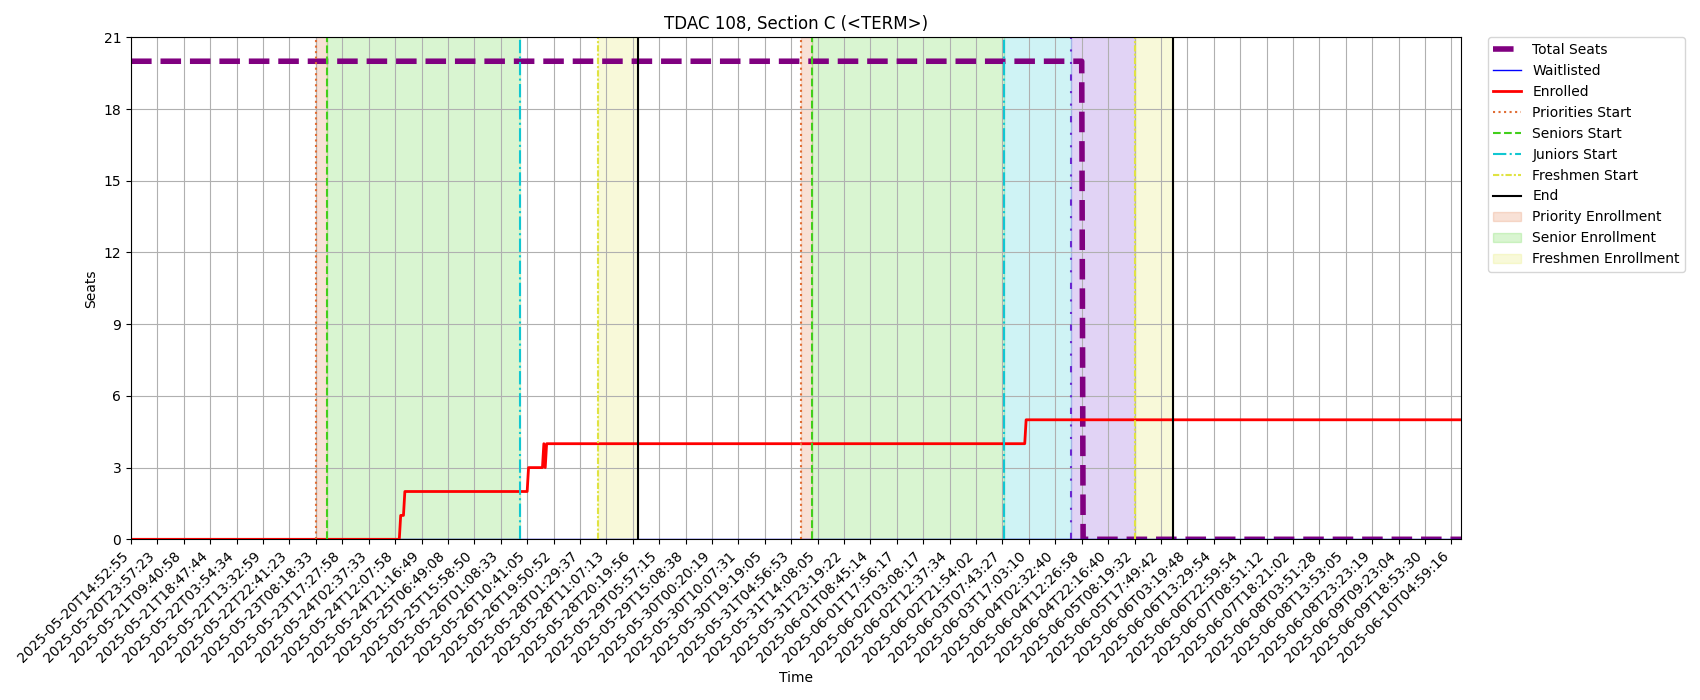 TDAC 108, Section C (<TERM>)
Total Seats
Waitlisted
Enrolled
Priorities Start
Seniors Start
Juniors Start
Freshmen Start
End
Priority Enrollment
Senior Enrollment
Freshmen Enrollment
Seats
21
18
15
12
9
6
3
0
2025-05-20T14:52:55
2025-05-20T23:57:23
2025-05-21T09:40:58
2025-05-21T18:47:44
2025-05-22T03:54:34
2025-05-22T13:32:59
2025-05-22T22:41:23
2025-05-23T08:18:33
2025-05-23T17:27:58
2025-05-24T02:37:33
2025-05-24T12:07:58
2025-05-24T21:16:49
2025-05-25T06:49:08
2025-05-25T15:58:50
2025-05-26T01:08:33
2025-05-26T10:41:05
2025-05-26T19:50:52
2025-05-28T01:29:37
2025-05-28T11:07:13
2025-05-28T20:19:56
2025-05-29T05:57:15
2025-05-29T15:08:38
2025-05-30T00:20:19
2025-05-30T10:07:31
2025-05-30T19:19:05
2025-05-31T04:56:53
2025-05-31T14:08:05
2025-05-31T23:19:22
2025-06-01T08:45:14
2025-06-01T17:56:17
2025-06-02T03:08:17
2025-06-02T12:37:34
2025-06-02T21:54:02
2025-06-03T07:43:27
2025-06-03T17:03:10
2025-06-04T02:32:40
2025-06-04T12:26:58
2025-06-04T22:16:40
2025-06-05T08:19:32
2025-06-05T17:49:42
2025-06-06T03:19:48
2025-06-06T13:29:54
2025-06-06T22:59:54
2025-06-07T08:51:12
2025-06-07T18:21:02
2025-06-08T03:51:28
2025-06-08T13:53:05
2025-06-08T23:23:19
2025-06-09T09:23:04
2025-06-09T18:53:30
2025-06-10T04:59:16
Time